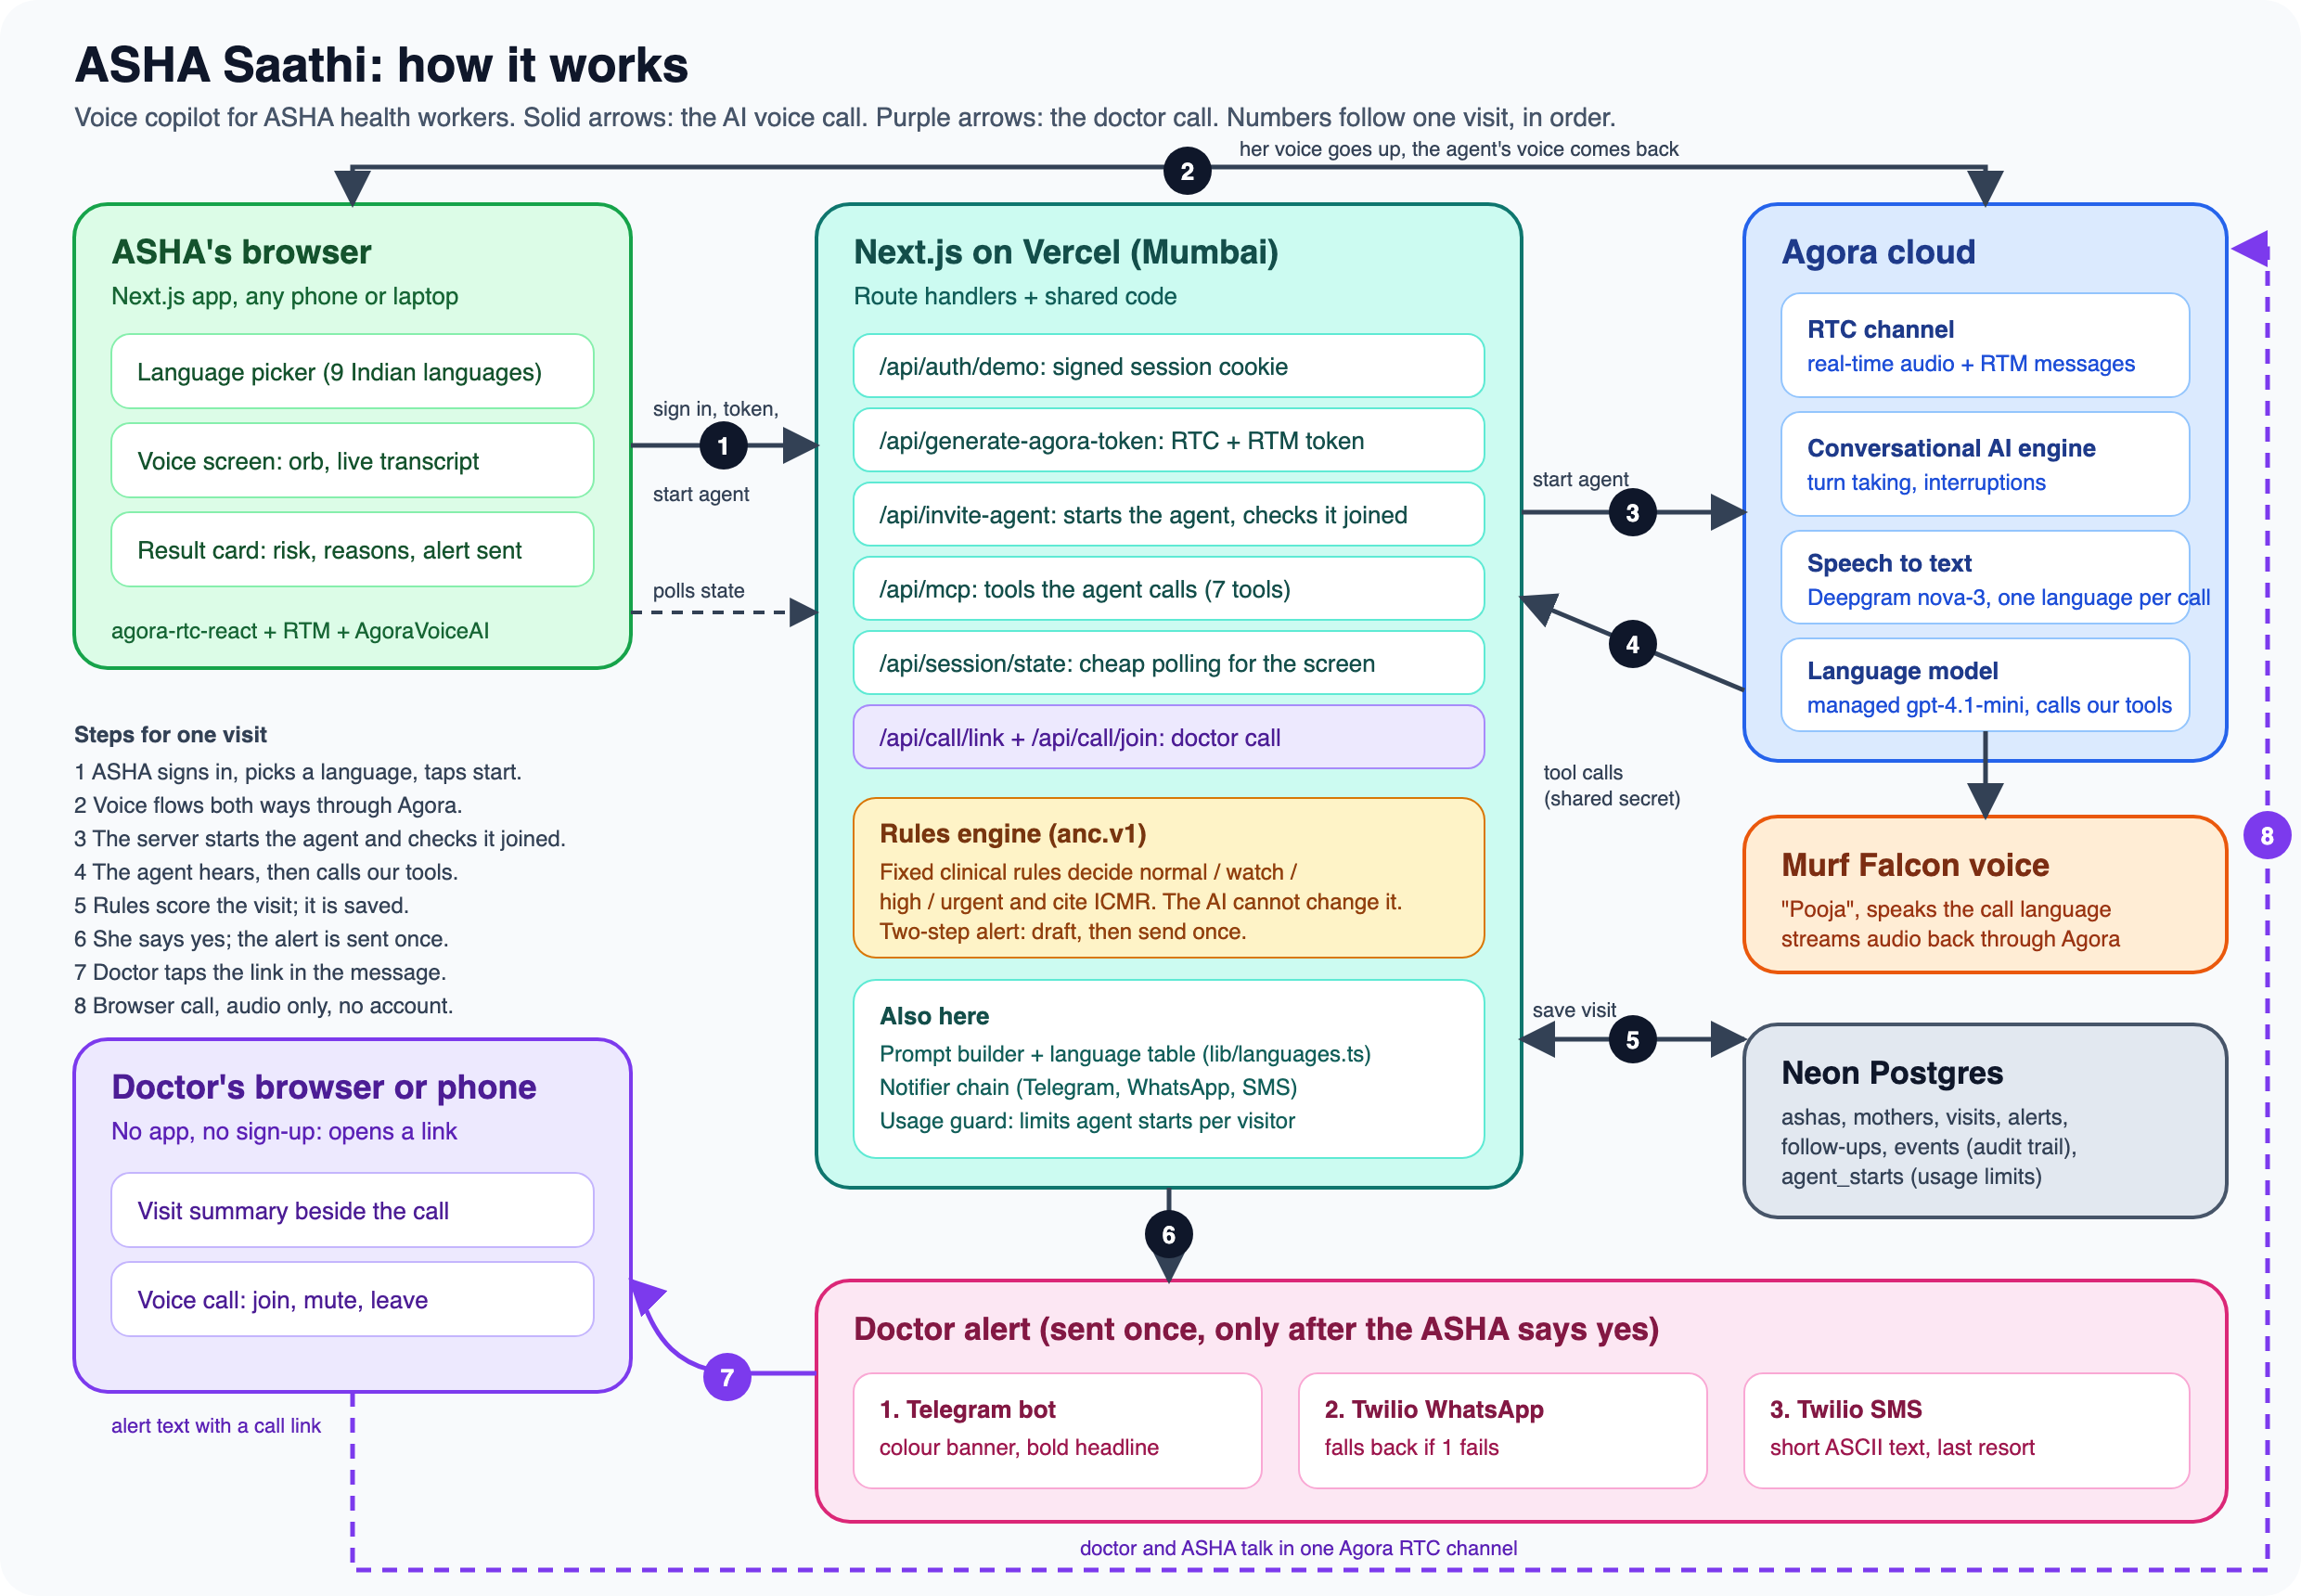 ASHA Saathi: how it works
Voice copilot for ASHA health workers. Solid arrows: the AI voice call. Purple arrows: the doctor call. Numbers follow one visit, in order.
2
her voice goes up, the agent's voice comes back
ASHA's browser
Next.js app, any phone or laptop
Language picker (9 Indian languages)
Voice screen: orb, live transcript
Result card: risk, reasons, alert sent
agora-rtc-react + RTM + AgoraVoiceAI
sign in, token,
1
start agent
polls state
Next.js on Vercel (Mumbai)
Route handlers + shared code
/api/auth/demo: signed session cookie
/api/generate-agora-token: RTC + RTM token
/api/invite-agent: starts the agent, checks it joined
/api/mcp: tools the agent calls (7 tools)
/api/session/state: cheap polling for the screen
/api/call/link + /api/call/join: doctor call
Rules engine (anc.v1)
Fixed clinical rules decide normal / watch /
high / urgent and cite ICMR. The AI cannot change it.
Two-step alert: draft, then send once.
Also here
Prompt builder + language table (lib/languages.ts)
Notifier chain (Telegram, WhatsApp, SMS)
Usage guard: limits agent starts per visitor
start agent
3
4
tool calls
(shared secret)
save visit
5
Agora cloud
RTC channel
real-time audio + RTM messages
Conversational AI engine
turn taking, interruptions
Speech to text
Deepgram nova-3, one language per call
Language model
managed gpt-4.1-mini, calls our tools
Murf Falcon voice
"Pooja", speaks the call language
streams audio back through Agora
8
Neon Postgres
ashas, mothers, visits, alerts,
follow-ups, events (audit trail),
agent_starts (usage limits)
Steps for one visit
1 ASHA signs in, picks a language, taps start.
2 Voice flows both ways through Agora.
3 The server starts the agent and checks it joined.
4 The agent hears, then calls our tools.
5 Rules score the visit; it is saved.
6 She says yes; the alert is sent once.
7 Doctor taps the link in the message.
8 Browser call, audio only, no account.
Doctor's browser or phone
No app, no sign-up: opens a link
Visit summary beside the call
Voice call: join, mute, leave
alert text with a call link
6
7
Doctor alert (sent once, only after the ASHA says yes)
1. Telegram bot
colour banner, bold headline
2. Twilio WhatsApp
falls back if 1 fails
3. Twilio SMS
short ASCII text, last resort
doctor and ASHA talk in one Agora RTC channel